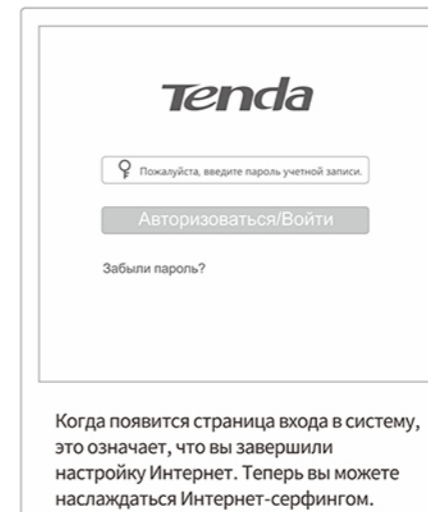 Tenda
Пожалуйста, введите пароль учетной записи.
Авторизоваться/Войти
Забыли пароль?
Когда появится страница входа в систему,
это означает, что вы завершили
настройку Интернет. Теперь вы можете
наслаждаться Интернет-серфингом.